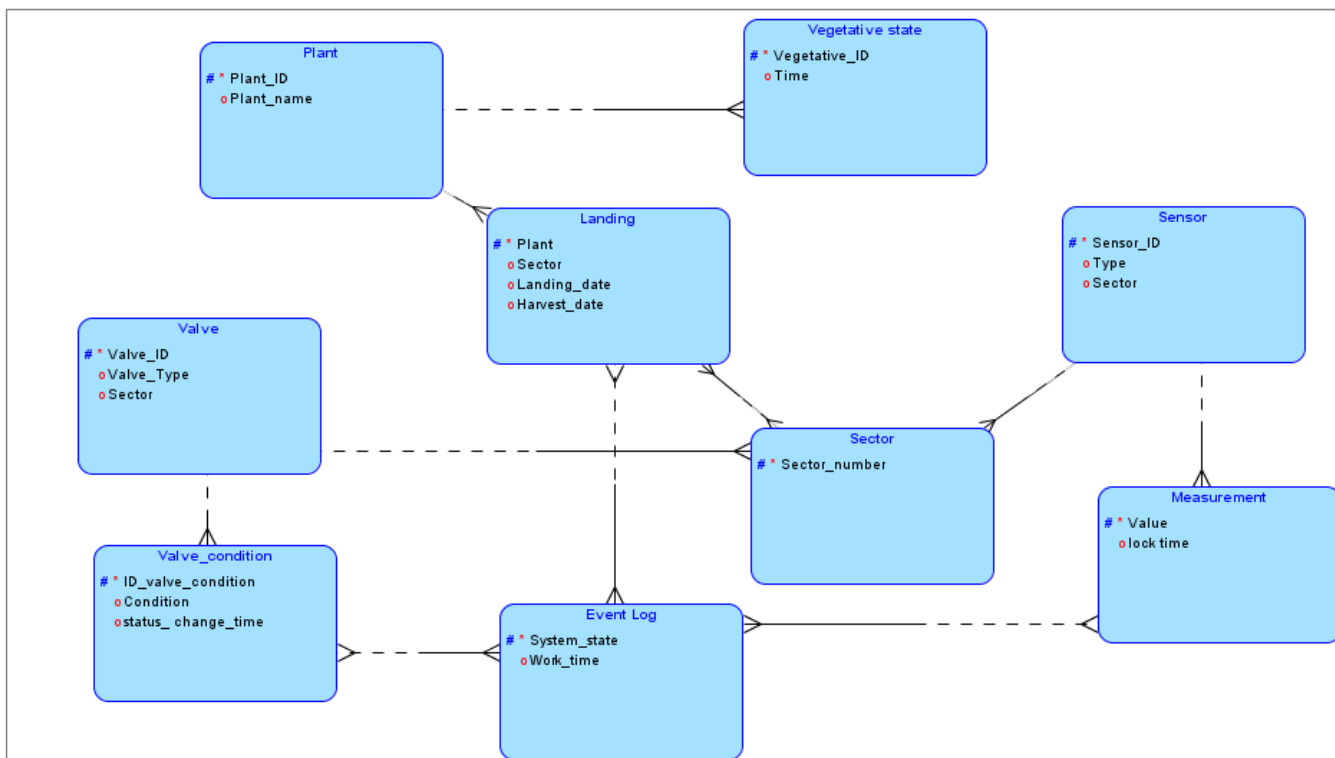 Plant
# * Plant_ID
o Plant_name
Vegetative state
# * Vegetative_ID
o Time
Landing
# * Plant
o Sector
o Landing_date
o Harvest_date
Sensor
# * Sensor_ID
o Type
o Sector
Valve
# * Valve_ID
o Valve_Type
o Sector
Sector
# * Sector_number
Measurement
# * Value
o lock time
Valve_condition
# * ID_valve_condition
o Condition
o status_ change_time
Event Log
# * System_state
o Work_time